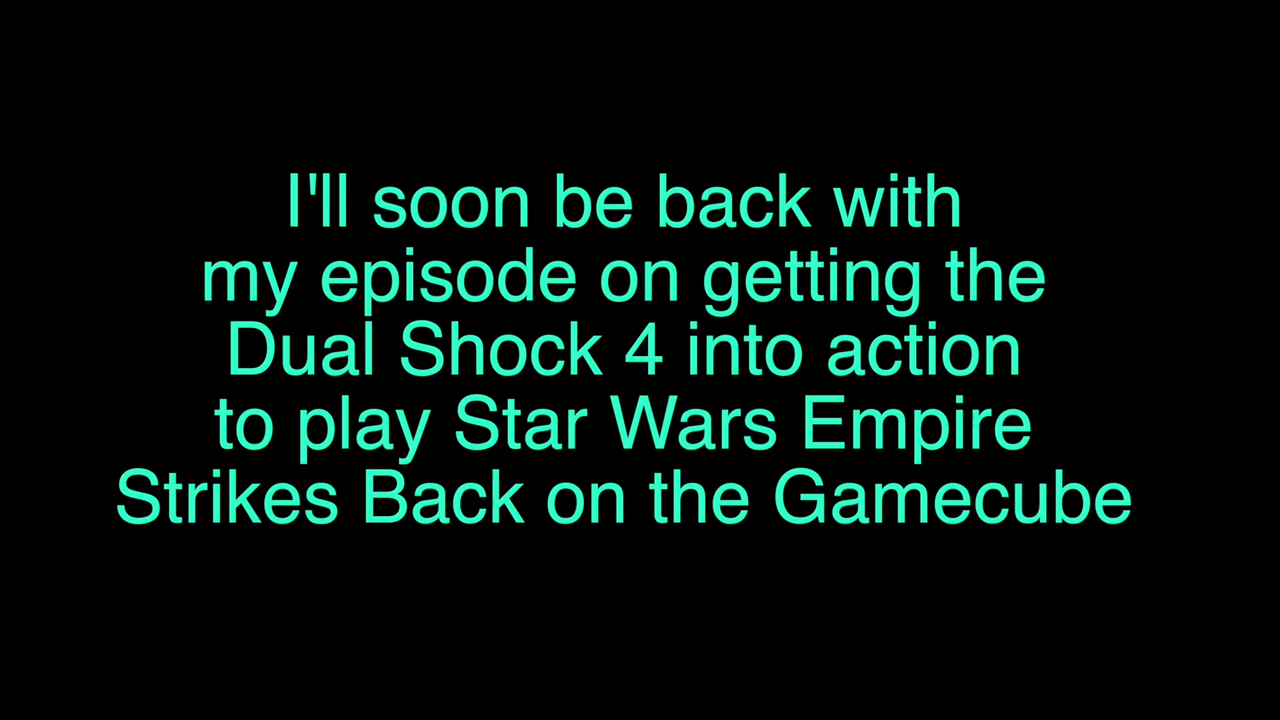 I'll soon be back with
my episode on getting the
Dual Shock 4 into action
to play Star Wars Empire
Strikes Back on the Gamecube